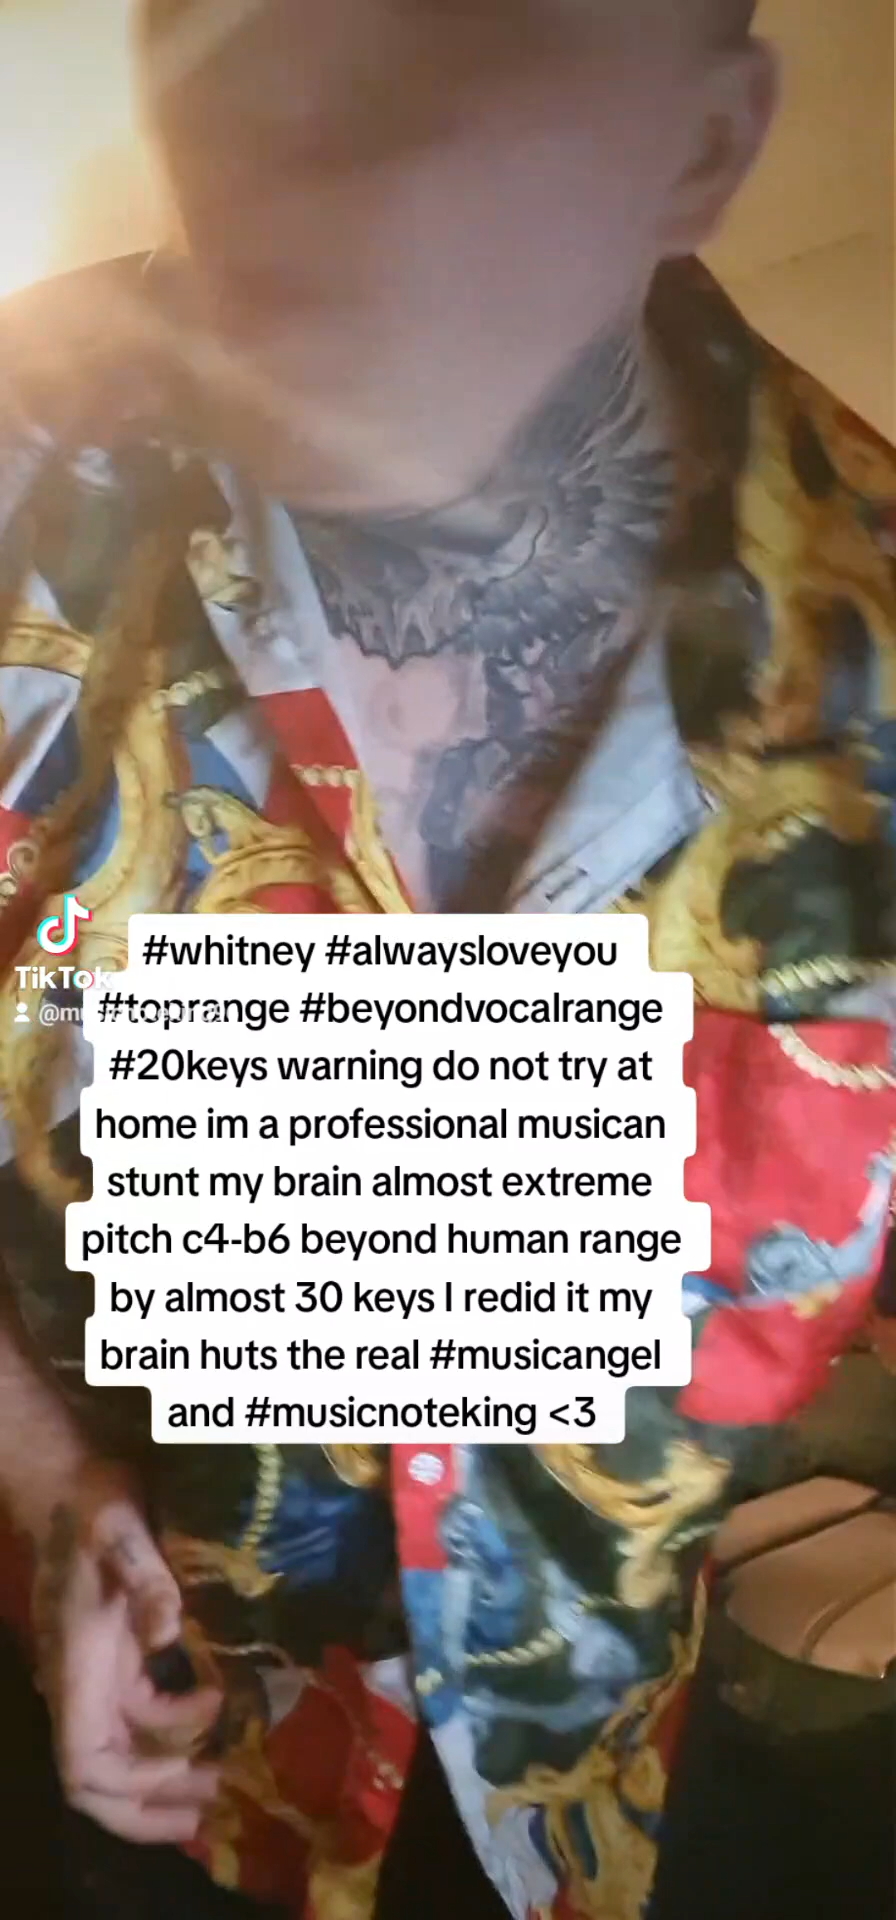 TikTok
#whitney #alwaysloveyou
#toprange #beyondvocalrange
#20keys warning do not try at
home im a professional musican
stunt my brain almost extreme
pitch c4-b6 beyond human range
by almost 30 keys I redid it my
brain huts the real #musicangel
and #musicnoteking <3